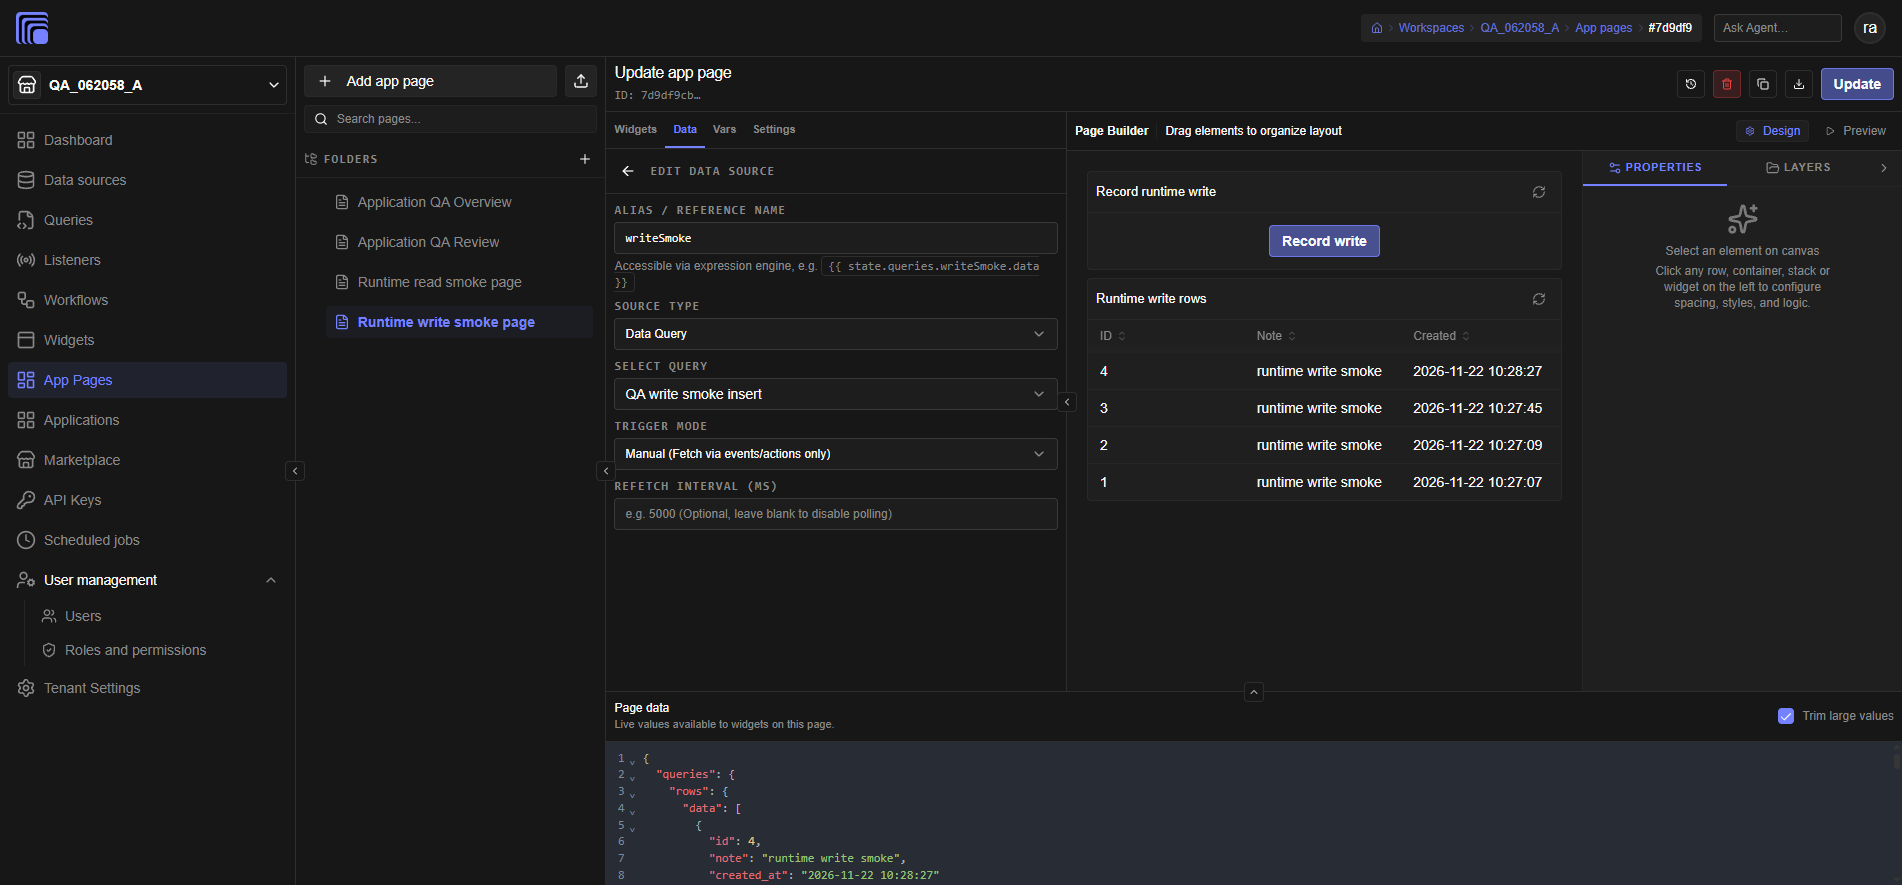 Workspaces
QA_062058_A
App pages
#7d9df9
Ask Agent...
ra
QA_062058_A
Dashboard
Data sources
Queries
Listeners
Workflows
Widgets
App Pages
Applications
Marketplace
API Keys
Scheduled jobs
User management
Users
Roles and permissions
Tenant Settings
Add app page
Search pages...
FOLDERS
Application QA Overview
Application QA Review
Runtime read smoke page
Runtime write smoke page
Update app page
ID: 7d9df9cb…
Update
Widgets
Data
Vars
Settings
EDIT DATA SOURCE
ALIAS / REFERENCE NAME
writeSmoke
Accessible via expression engine, e.g. {{ state.queries.writeSmoke.data
}}
SOURCE TYPE
Data Query
SELECT QUERY
QA write smoke insert
TRIGGER MODE
Manual (Fetch via events/actions only)
REFETCH INTERVAL (MS)
e.g. 5000 (Optional, leave blank to disable polling)
Page Builder
Drag elements to organize layout
Design
Preview
Record runtime write
Record write
Runtime write rows
ID Note Created
4 runtime write smoke 2026-11-22 10:28:27
3 runtime write smoke 2026-11-22 10:27:45
2 runtime write smoke 2026-11-22 10:27:09
1 runtime write smoke 2026-11-22 10:27:07
PROPERTIES
LAYERS
Select an element on canvas
Click any row, container, stack or
widget on the left to configure
spacing, styles, and logic.
Page data
Live values available to widgets on this page.
Trim large values
1 {
2 "queries": {
3 "rows": {
4 "data": [
5 {
6 "id": 4,
7 "note": "runtime write smoke",
8 "created_at": "2026-11-22 10:28:27"